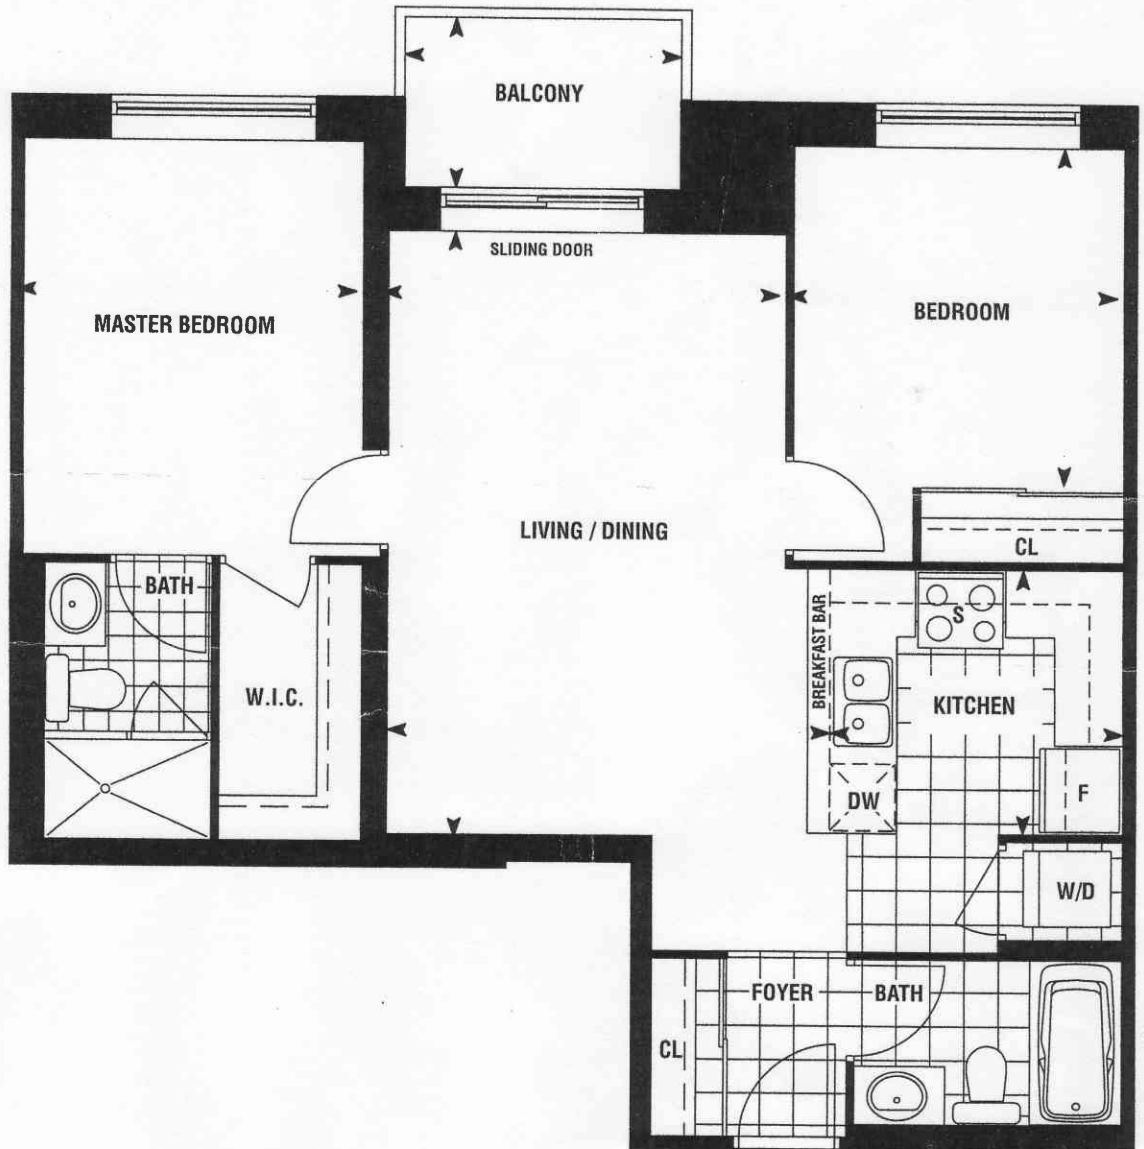 BALCONY
SLIDING DOOR
MASTER BEDROOM
BEDROOM
LIVING / DINING
CL
BATH
W.I.C.
BREAKFAST BAR
S
KITCHEN
DW
F
W/D
FOYER
BATH
CL